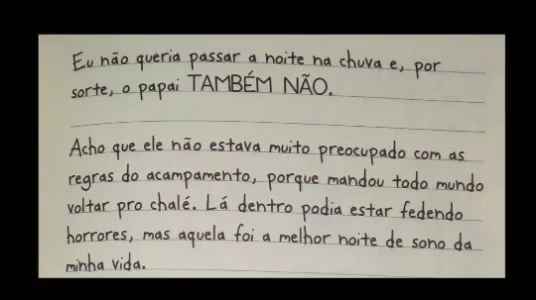 Eu não queria passar a noite na chuva e, por
sorte, o papai TAMBÉM NÃO.
Acho que ele não estava muito preocupado com as
regras do acampamento, porque mandou todo mundo
voltar pro chalé. Lá dentro podia estar fedendo
horrores, mas aquela foi a melhor noite de sono da
minha vida.